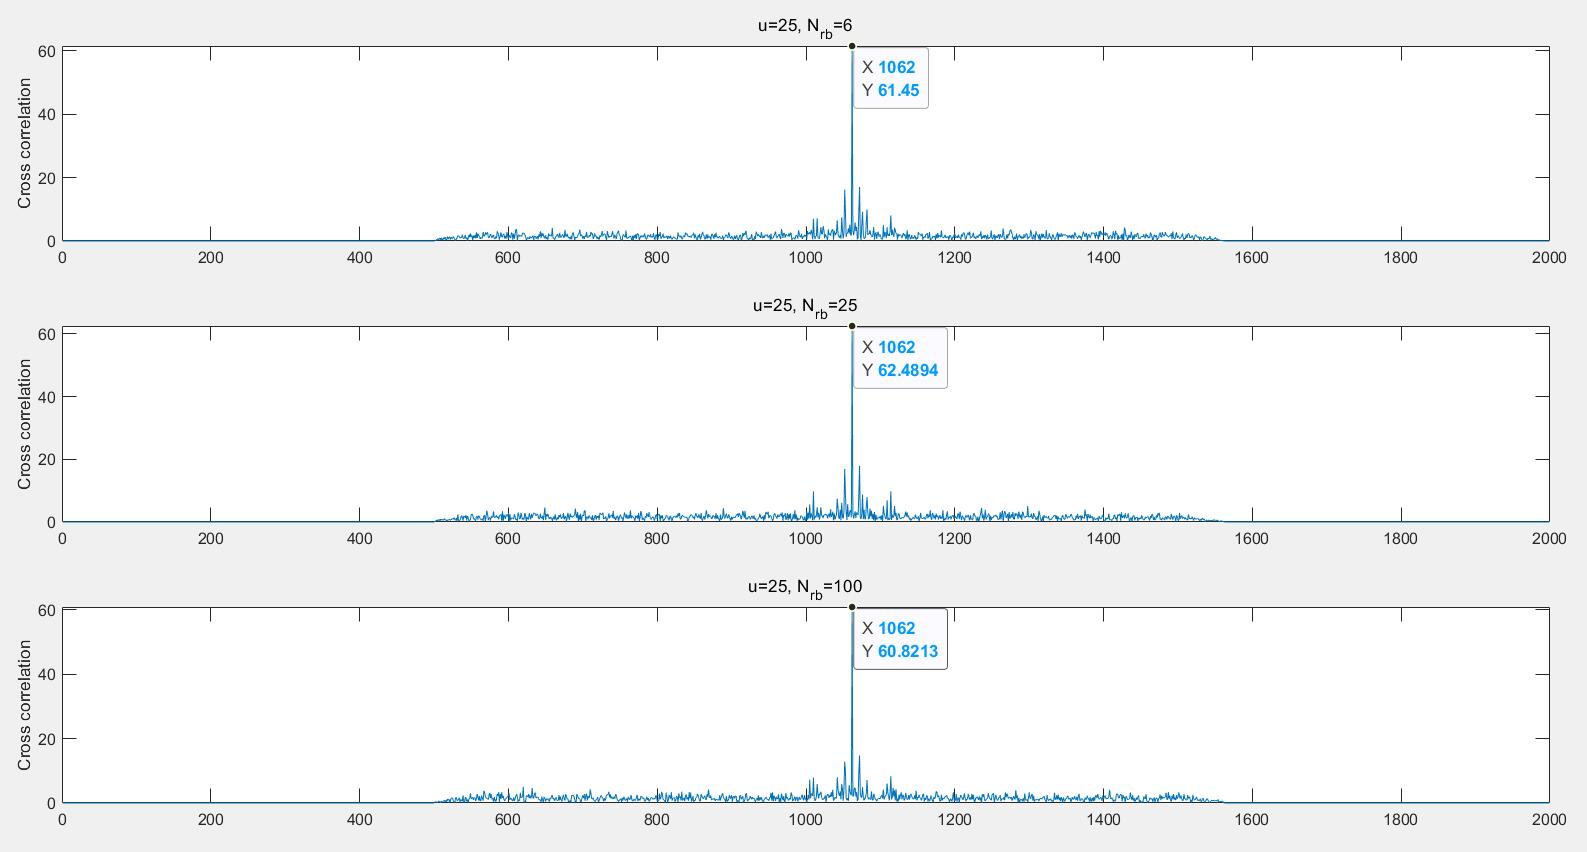 u=25, N_rb=6
60
40
20
0
Cross correlation
X 1062
Y 61.45
0 200 400 600 800 1000 1200 1400 1600 1800 2000
u=25, N_rb=25
60
40
20
0
Cross correlation
X 1062
Y 62.4894
0 200 400 600 800 1000 1200 1400 1600 1800 2000
u=25, N_rb=100
60
40
20
0
Cross correlation
X 1062
Y 60.8213
0 200 400 600 800 1000 1200 1400 1600 1800 2000